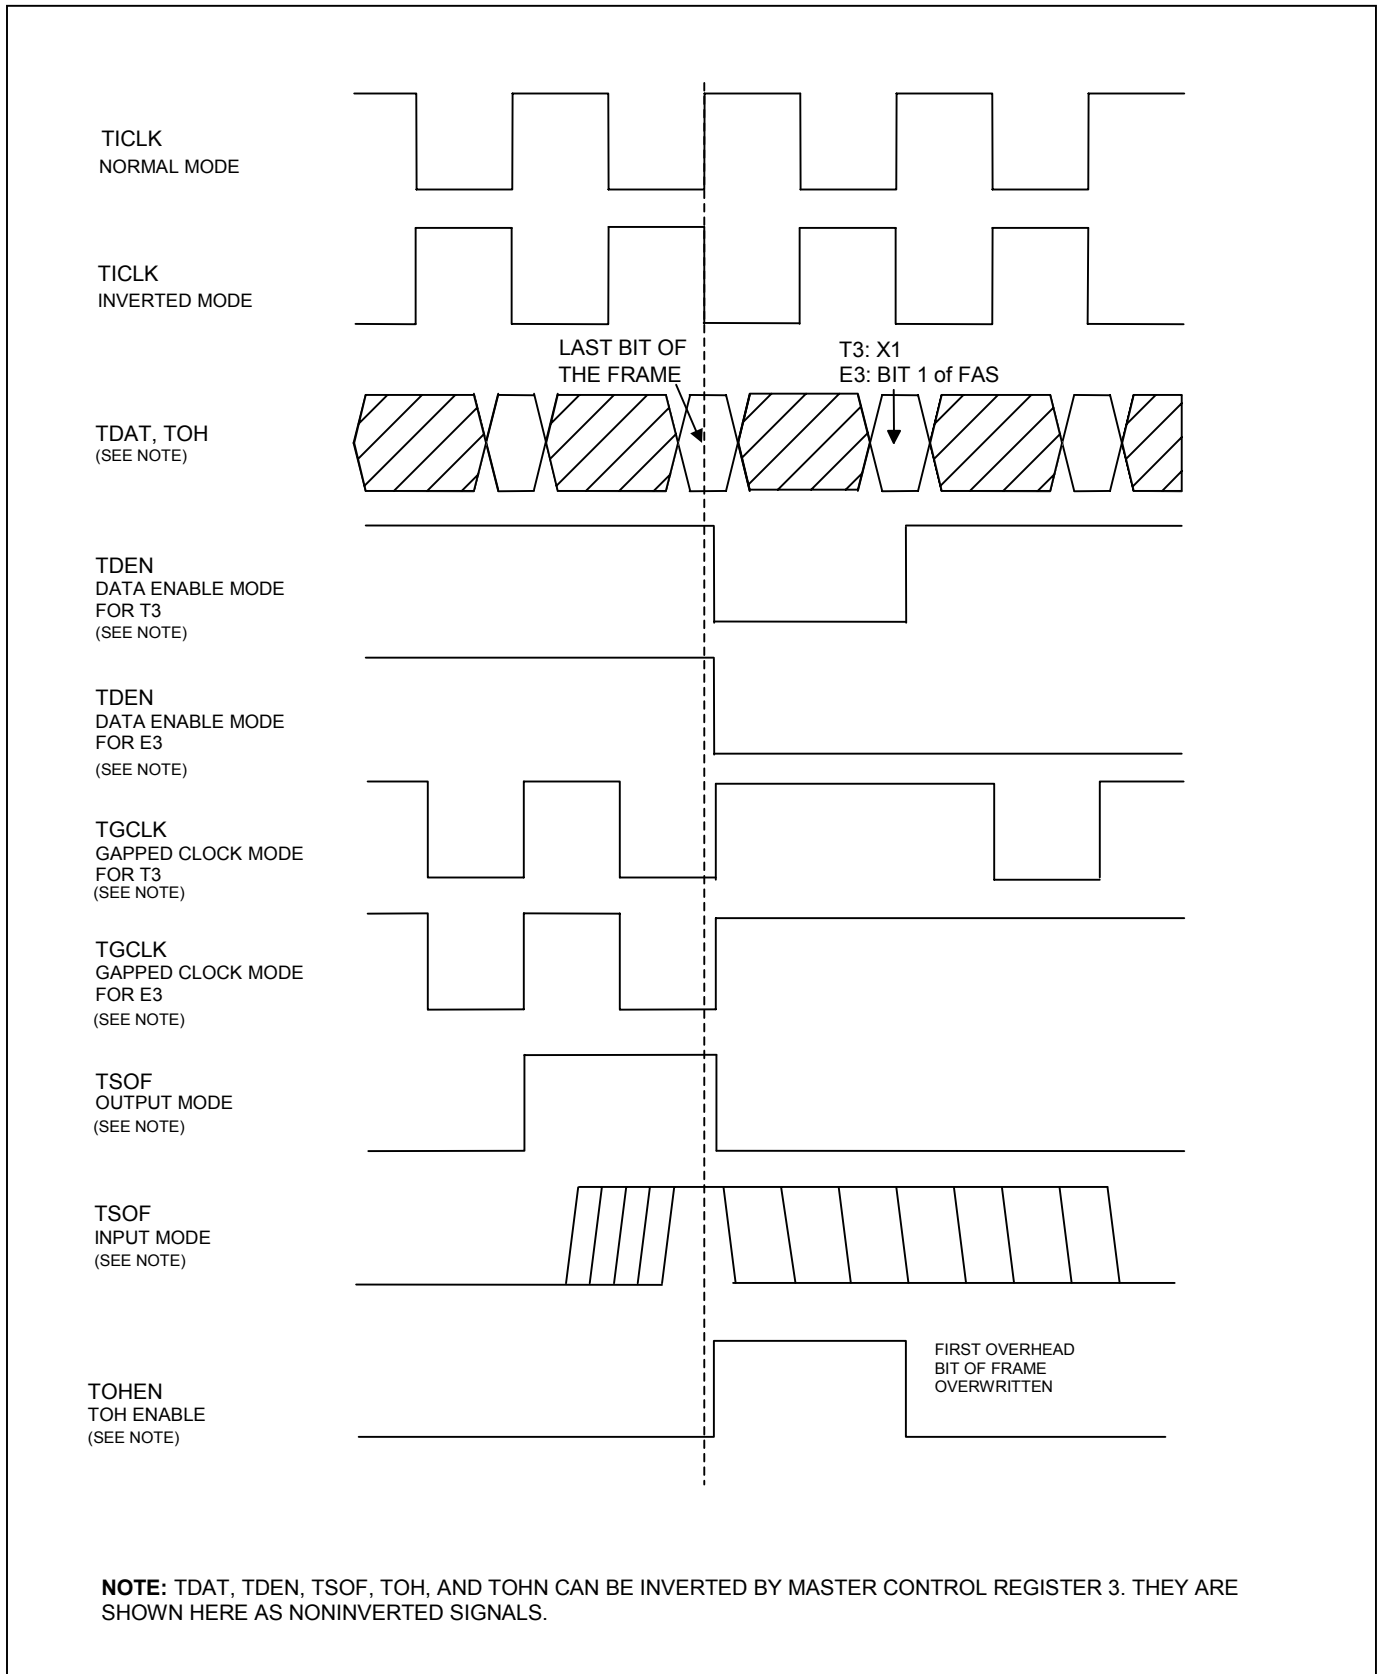 TICLK
NORMAL MODE
TICLK
INVERTED MODE
LAST BIT OF
THE FRAME
T3: X1
E3: BIT 1 of FAS
TDAT, TOH
(SEE NOTE)
TDEN
DATA ENABLE MODE
FOR T3
(SEE NOTE)
TDEN
DATA ENABLE MODE
FOR E3
(SEE NOTE)
TGCLK
GAPPED CLOCK MODE
FOR T3
(SEE NOTE)
TGCLK
GAPPED CLOCK MODE
FOR E3
(SEE NOTE)
TSOF
OUTPUT MODE
(SEE NOTE)
TSOF
INPUT MODE
(SEE NOTE)
FIRST OVERHEAD
BIT OF FRAME
OVERWRITTEN
TOHEN
TOH ENABLE
(SEE NOTE)
NOTE: TDAT, TDEN, TSOF, TOH, AND TOHN CAN BE INVERTED BY MASTER CONTROL REGISTER 3. THEY ARE
SHOWN HERE AS NONINVERTED SIGNALS.